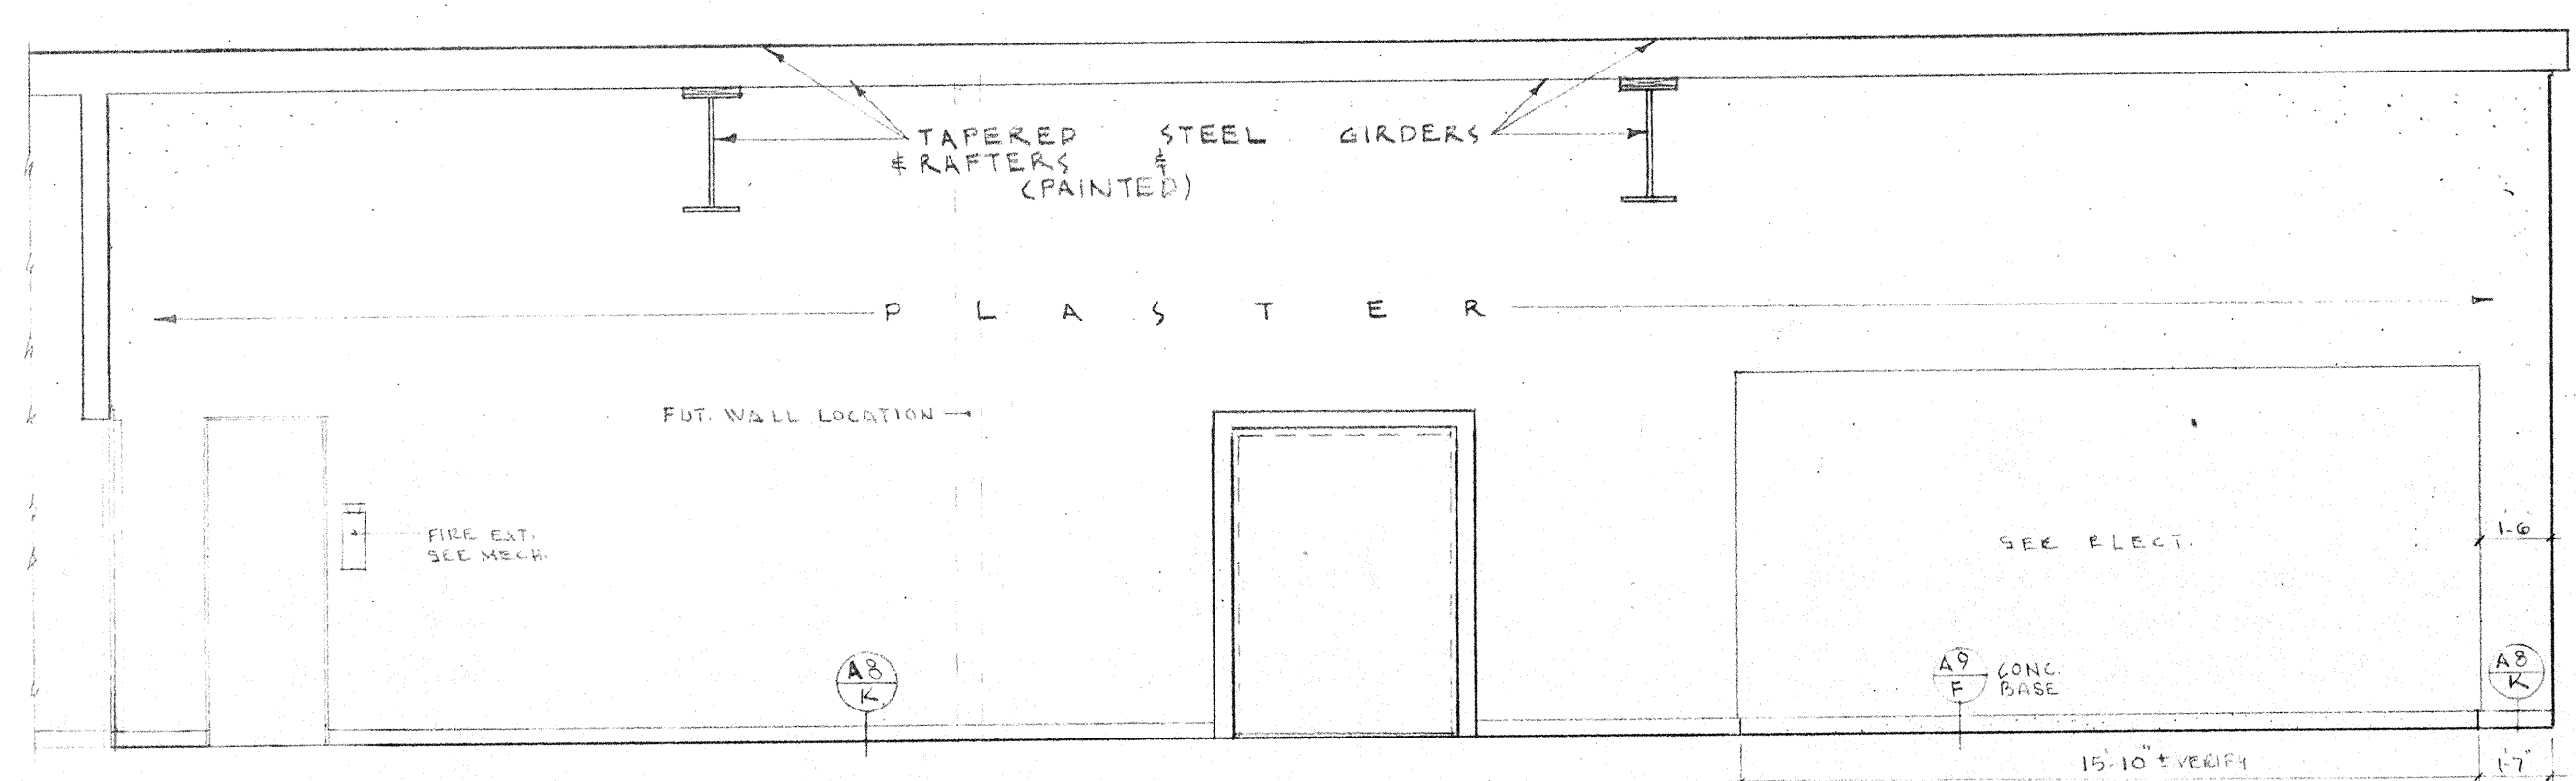 TAPERED STEEL GIRDERS
& RAFTERS &
(PAINTED)
PLASTER
FUT. WALL LOCATION
FIRE EXT.
SEE MECH.
SEE ELECT.
1-6
A8
K
A9
F
CONC.
BASE
A8
K
15-10" ± VERIFY
1-7"